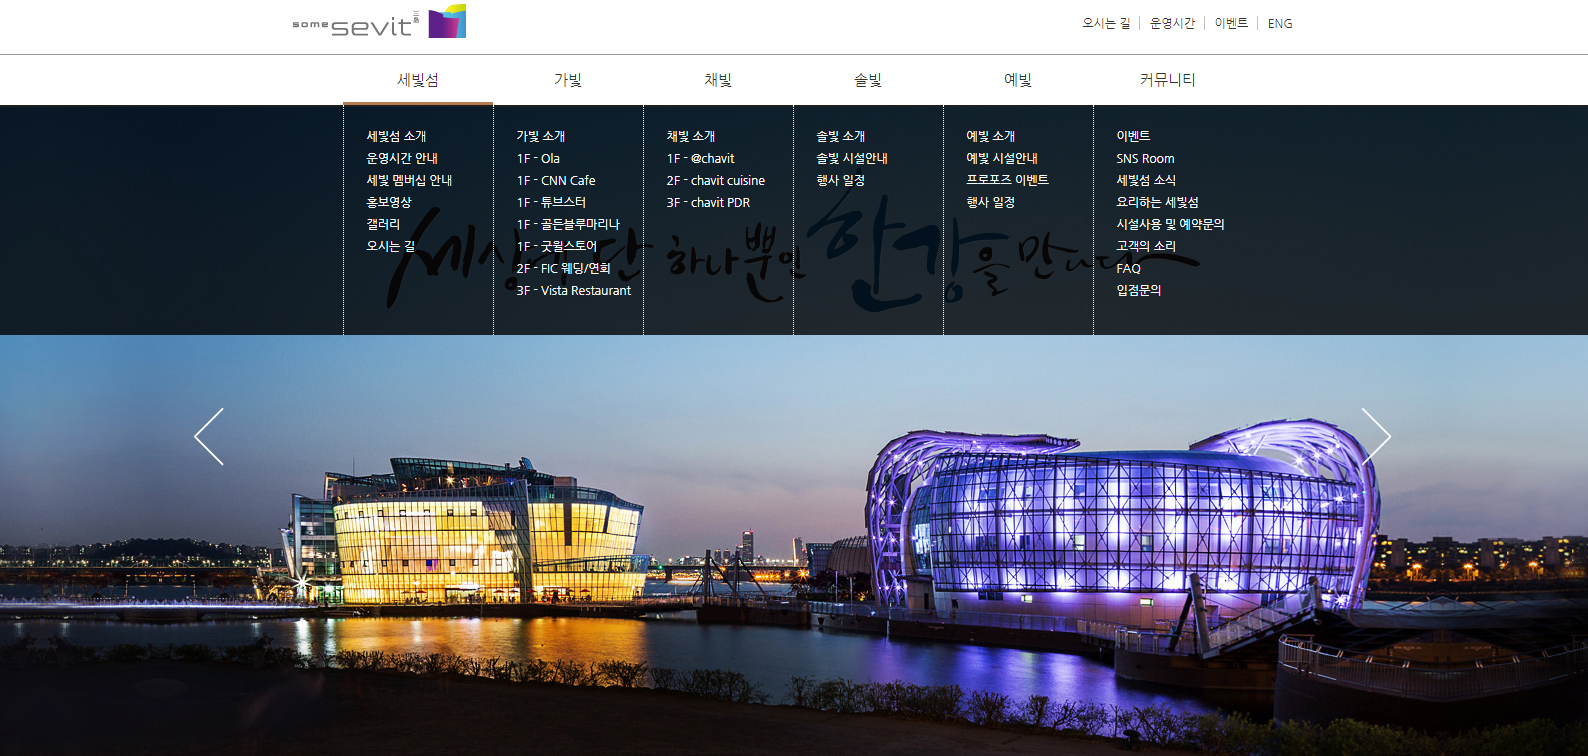 some sevit 三島
오시는 길 운영시간 이벤트 ENG
세빛섬 가빛 채빛 솔빛 예빛 커뮤니티
세빛섬 소개
운영시간 안내
세빛 멤버십 안내
홍보영상
갤러리
오시는 길
가빛 소개
1F - Ola
1F - CNN Cafe
1F - 튜브스터
1F - 골든블루마리나
1F - 굿윌스토어
2F - FIC 웨딩/연회
3F - Vista Restaurant
채빛 소개
1F - @chavit
2F - chavit cuisine
3F - chavit PDR
솔빛 소개
솔빛 시설안내
행사 일정
예빛 소개
예빛 시설안내
프로포즈 이벤트
행사 일정
이벤트
SNS Room
세빛섬 소식
요리하는 세빛섬
시설사용 및 예약문의
고객의 소리
FAQ
입점문의
세상에 단 하나뿐인 한강을 만나다